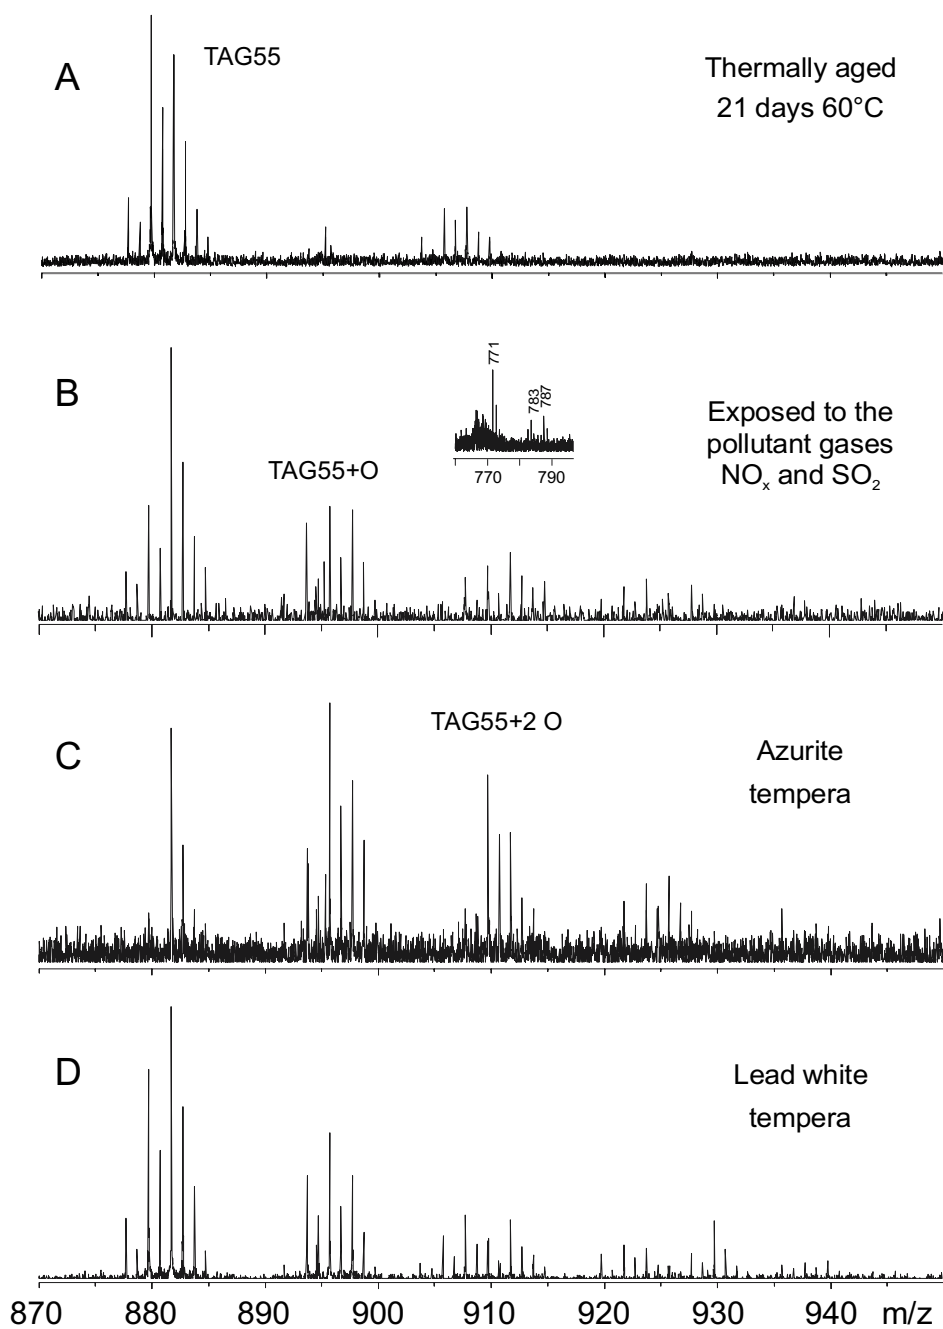 A
TAG55
Thermally aged
21 days 60°C
B
TAG55+O
771
783
787
770
790
Exposed to the
pollutant gases
NOx and SO2
C
TAG55+2 O
Azurite
tempera
D
Lead white
tempera
870 880 890 900 910 920 930 940 m/z